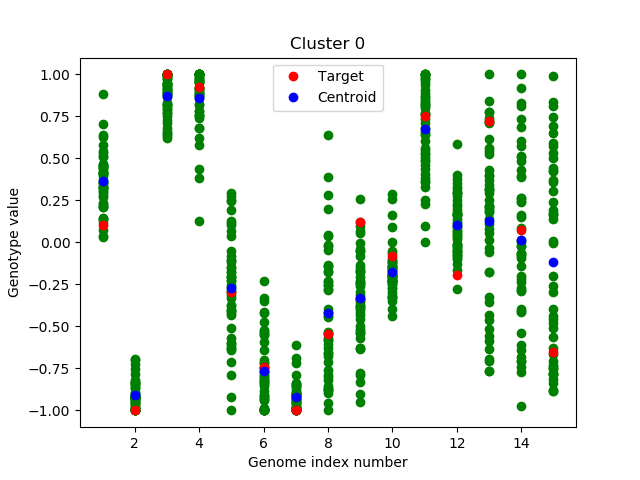 Cluster 0
Target
Centroid
1.00
0.75
0.50
0.25
0.00
−0.25
−0.50
−0.75
−1.00
Genotype value
2 4 6 8 10 12 14
Genome index number